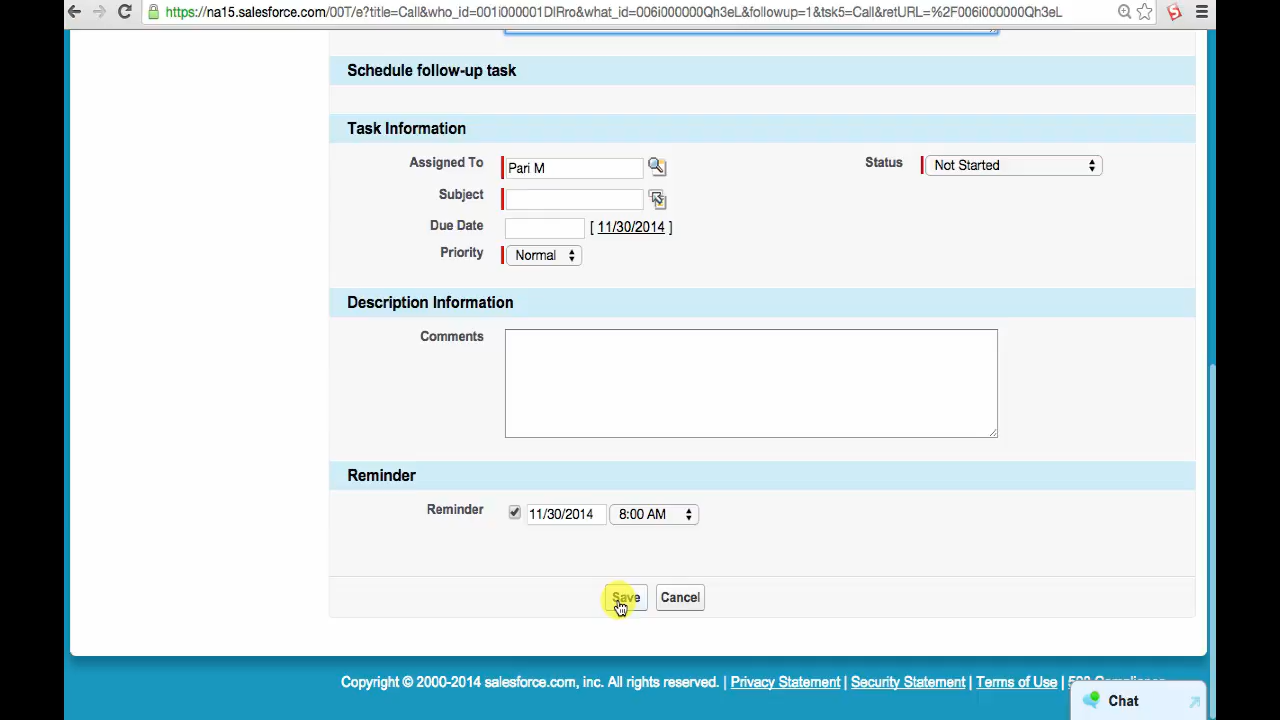 https://na15.salesforce.com/00T/e?title=Call&who_id=001i000001DlRro&what_id=006i000000Qh3eL&followup=1&tsk5=Call&retURL=%2F006i000000Qh3eL
Schedule follow-up task
Task Information
Assigned To Pari M Status Not Started
Subject
Due Date [ 11/30/2014 ]
Priority Normal
Description Information
Comments
Reminder
Reminder 11/30/2014 8:00 AM
Save Cancel
Copyright © 2000-2014 salesforce.com, inc. All rights reserved. | Privacy Statement | Security Statement | Terms of Use | 508 Compliance
Chat